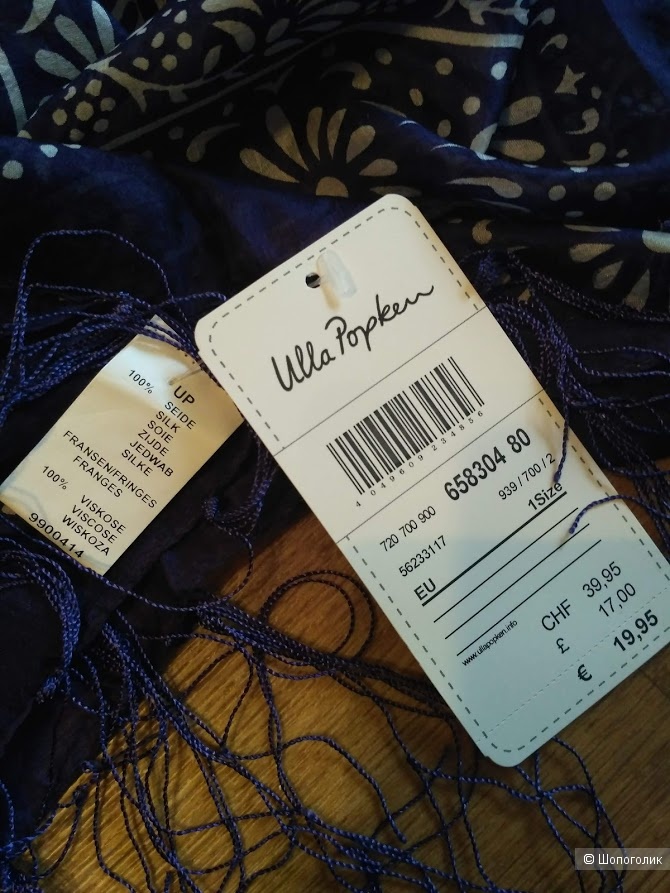 Ulla Popken
4 049609 234856
658304 80
720 700 900
939 / 700 / 2
56233117
1Size
EU
www.ullapopken.info
CHF 39,95
£ 17,00
€ 19,95
UP
100% SEIDE
SILK
SOIE
ZIJDE
JEDWAB
SILKE
FRANSEN/FRINGES
FRANGES
100% VISKOSE
VISCOSE
WISKOZA
9900414
© Шопоголик